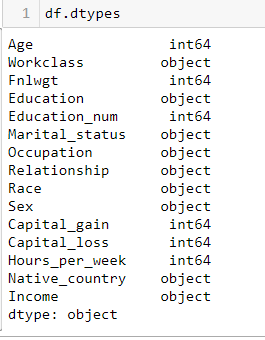 1 df.dtypes
Age int64
Workclass object
Fnlwgt int64
Education object
Education_num int64
Marital_status object
Occupation object
Relationship object
Race object
Sex object
Capital_gain int64
Capital_loss int64
Hours_per_week int64
Native_country object
Income object
dtype: object